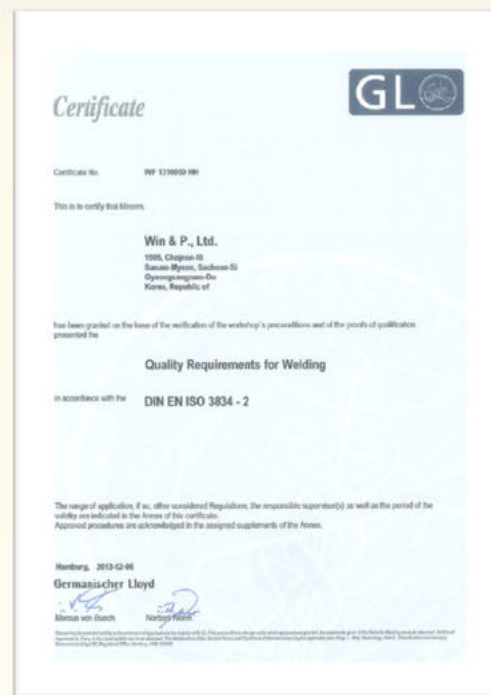 GL
Certificate
Certificate No. WF 1310050 HH
This is to certify that Messrs.
Win & P., Ltd.
1595, Chojeon-Ri
Sanam-Myeon, Sacheon-Si
Gyeongsangnam-Do
Korea, Republic of
has been granted on the base of the verification of the workshop's preconditions and of the proofs of qualification
presented the
Quality Requirements for Welding
in accordance with the DIN EN ISO 3834 - 2
The range of application, if so, other considered Regulations, the responsible supervisor(s) as well as the period of the
validity are indicated in the Annex of this certificate.
Approved procedures are acknowledged in the assigned supplements of the Annex.
Hamburg, 2013-12-06
Germanischer Lloyd
Marcus von Busch Norbert